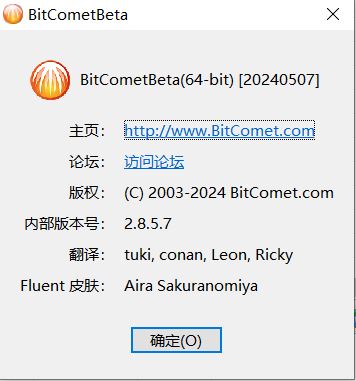 BitCometBeta
BitCometBeta(64-bit) [20240507]
主页: http://www.BitComet.com
论坛: 访问论坛
版权: (C) 2003-2024 BitComet.com
内部版本号: 2.8.5.7
翻译: tuki, conan, Leon, Ricky
Fluent 皮肤: Aira Sakuranomiya
确定(O)